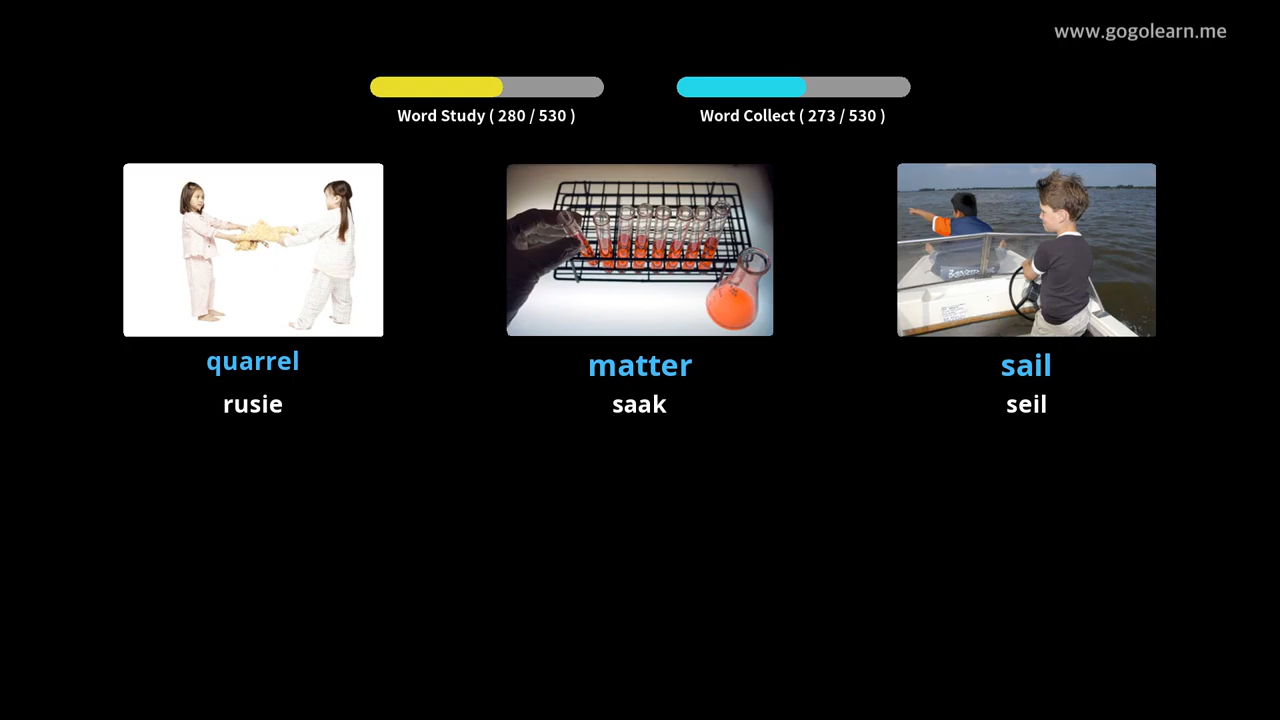 www.gogolearn.me
Word Study ( 280 / 530 )
Word Collect ( 273 / 530 )
quarrel
matter
sail
rusie
saak
seil